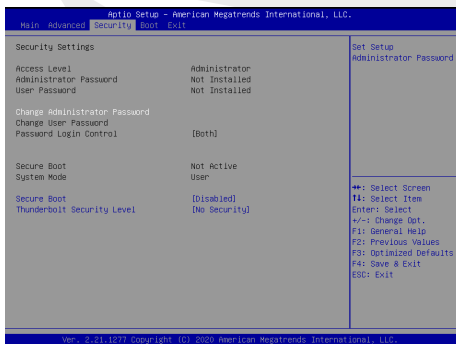 Aptio Setup - American Megatrends International, LLC.
Main Advanced Security Boot Exit
Security Settings
Access Level Administrator
Administrator Password Not Installed
User Password Not Installed
Change Administrator Password
Change User Password
Password Login Control [Both]
Secure Boot Not Active
System Mode User
Secure Boot [Disabled]
Thunderbolt Security Level [No Security]
Set Setup
Administrator Password
→←: Select Screen
↑↓: Select Item
Enter: Select
+/-: Change Opt.
F1: General Help
F2: Previous Values
F3: Optimized Defaults
F4: Save & Exit
ESC: Exit
Ver. 2.21.1277 Copyright (C) 2020 American Megatrends International, LLC.